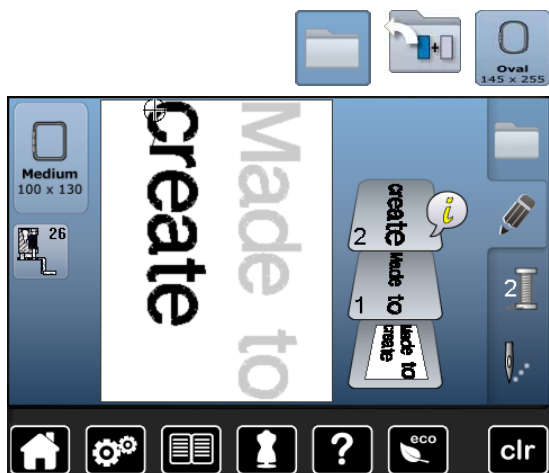 Oval
145 x 255
Medium
100 x 130
26
create
Made to
2
create
i
1
Made to
Made to
create
2
?
eco
clr